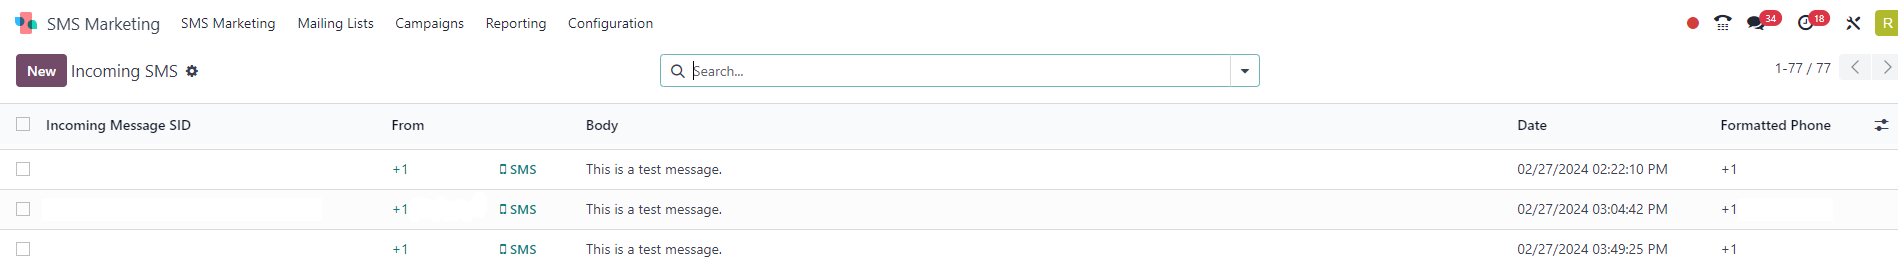 SMS Marketing SMS Marketing Mailing Lists Campaigns Reporting Configuration 34 18 R
New Incoming SMS Search... 1-77 / 77
Incoming Message SID From Body Date Formatted Phone
+1 SMS This is a test message. 02/27/2024 02:22:10 PM +1
+1 SMS This is a test message. 02/27/2024 03:04:42 PM +1
+1 SMS This is a test message. 02/27/2024 03:49:25 PM +1